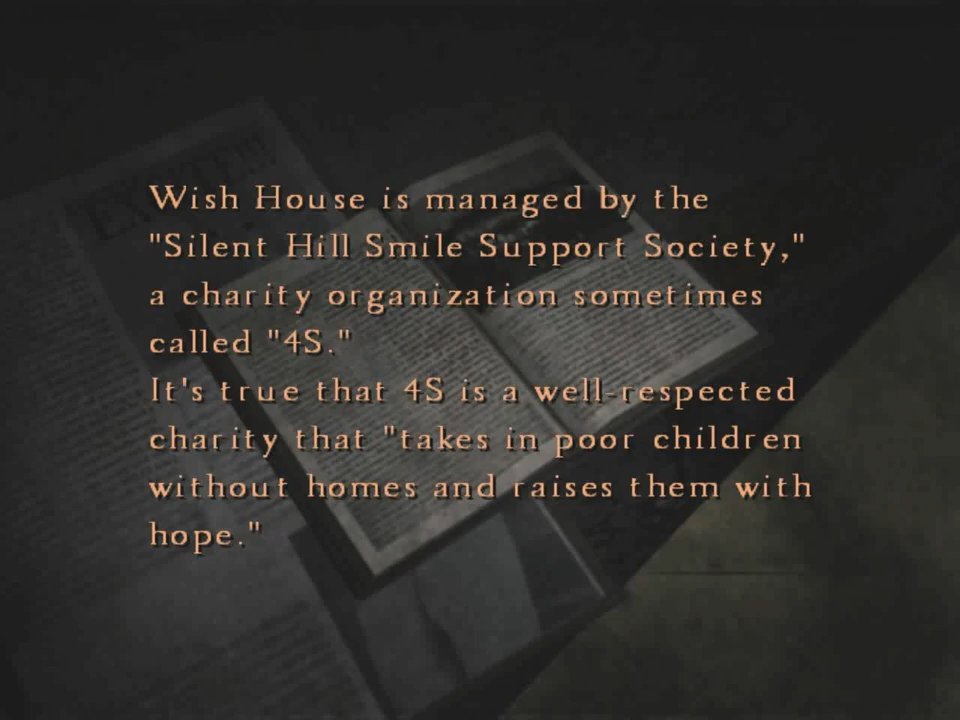 Wish House is managed by the
"Silent Hill Smile Support Society,"
a charity organization sometimes
called "4S."
It's true that 4S is a well-respected
charity that "takes in poor children
without homes and raises them with
hope."